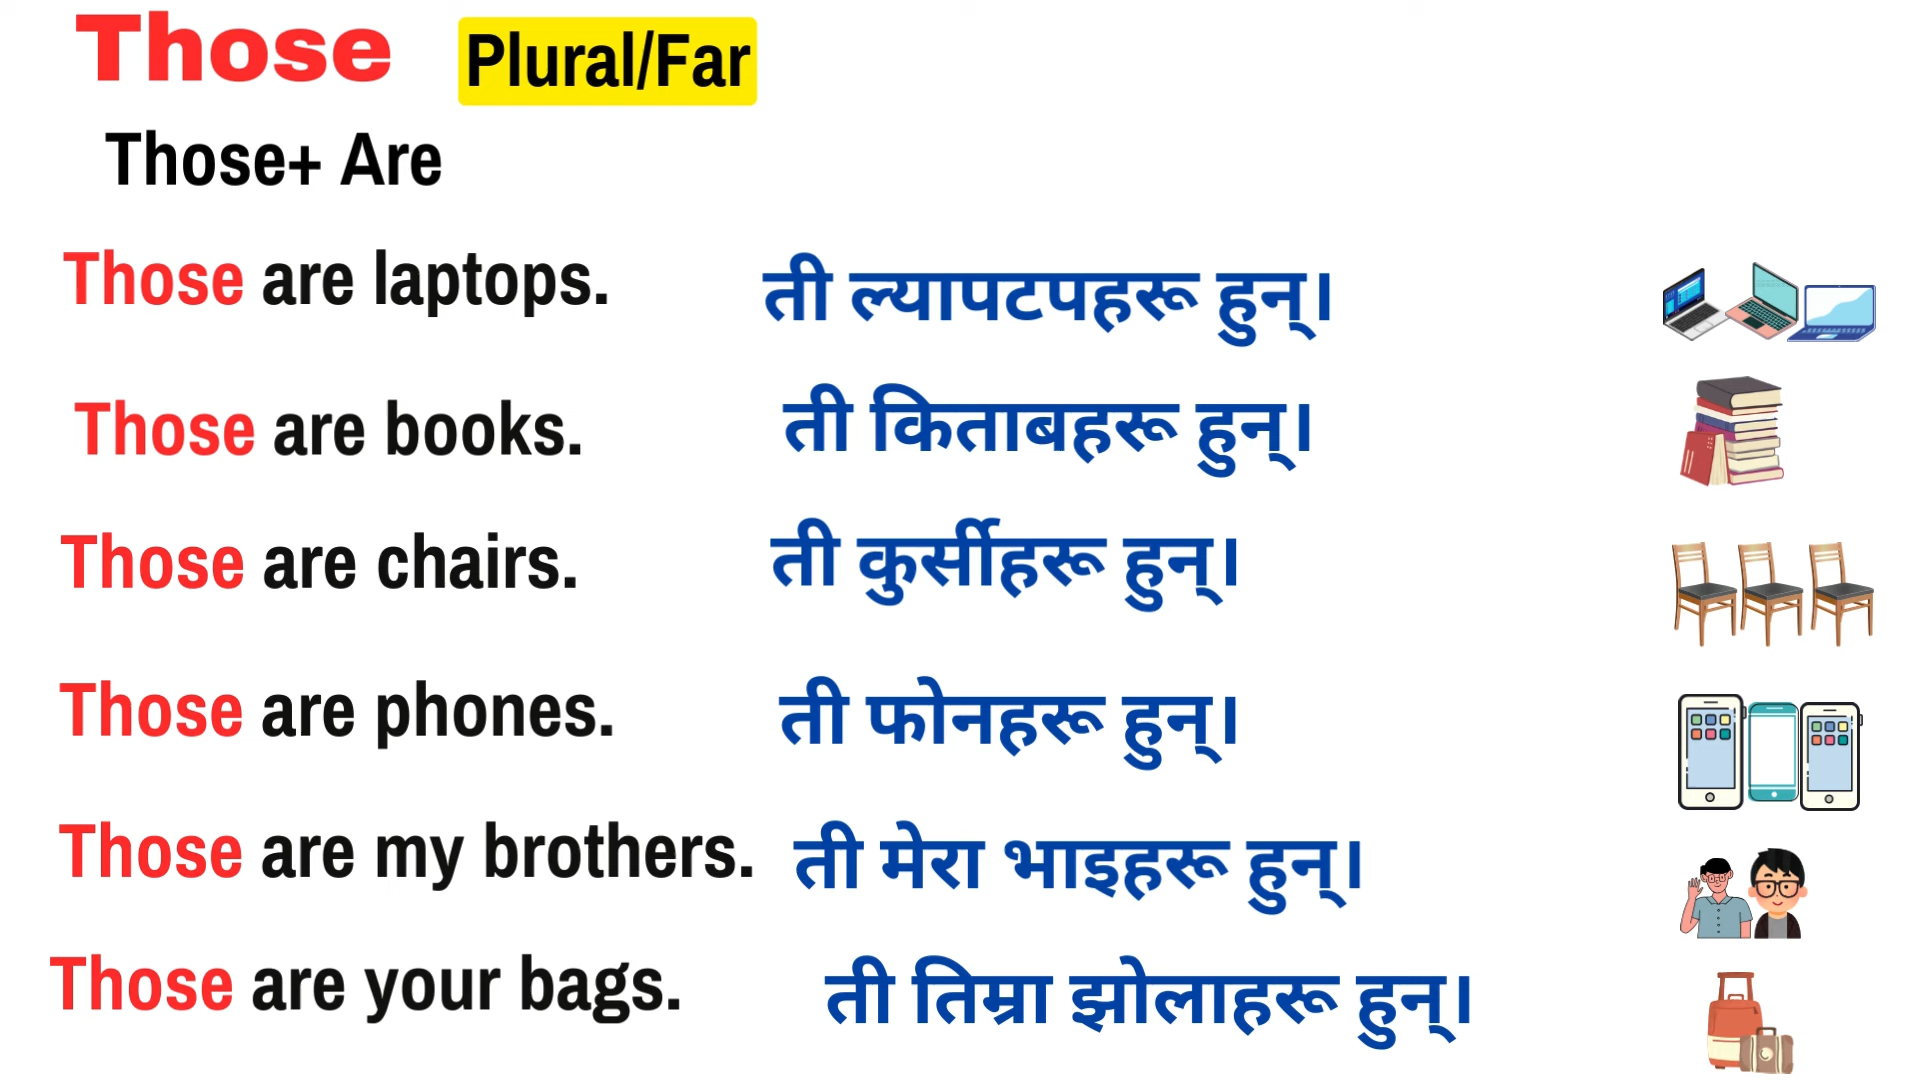 Those Plural/Far
Those+ Are
Those are laptops. ती ल्यापटपहरू हुन्।
Those are books. ती किताबहरू हुन्।
Those are chairs. ती कुर्सीहरू हुन्।
Those are phones. ती फोनहरू हुन्।
Those are my brothers. ती मेरा भाइहरू हुन्।
Those are your bags. ती तिम्रा झोलाहरू हुन्।